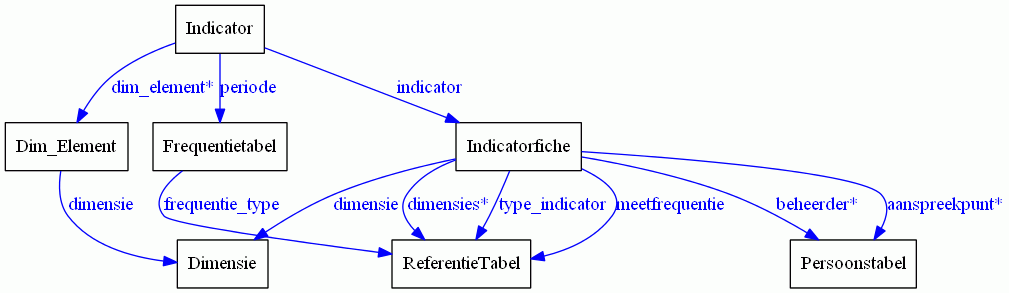 Indicator
dim_element*
periode
indicator
Dim_Element
Frequentietabel
Indicatorfiche
dimensie
frequentie_type
dimensie
dimensies*
type_indicator
meetfrequentie
beheerder*
aanspreekpunt*
Dimensie
ReferentieTabel
Persoonstabel